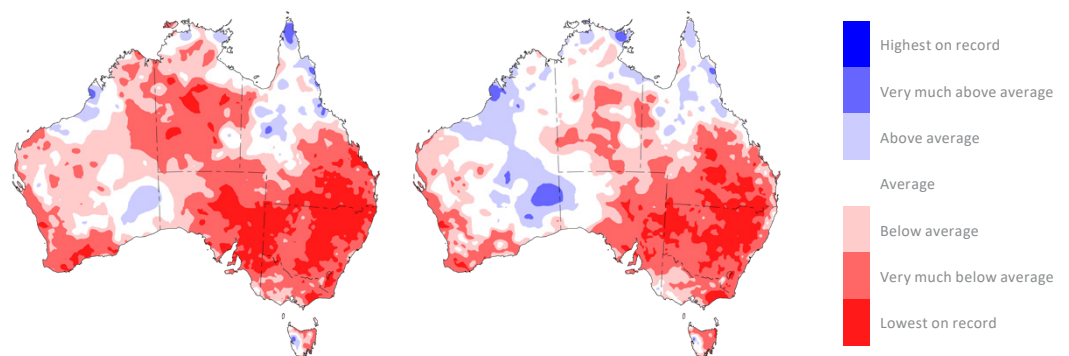 Highest on record
Very much above average
Above average
Average
Below average
Very much below average
Lowest on record